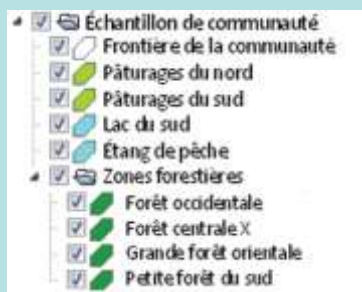 Échantillon de communauté
Frontière de la communauté
Pâturages du nord
Pâturages du sud
Lac du sud
Étang de pèche
Zones forestières
Forêt occidentale
Forêt centrale X
Grande forêt orientale
Petite forêt du sud